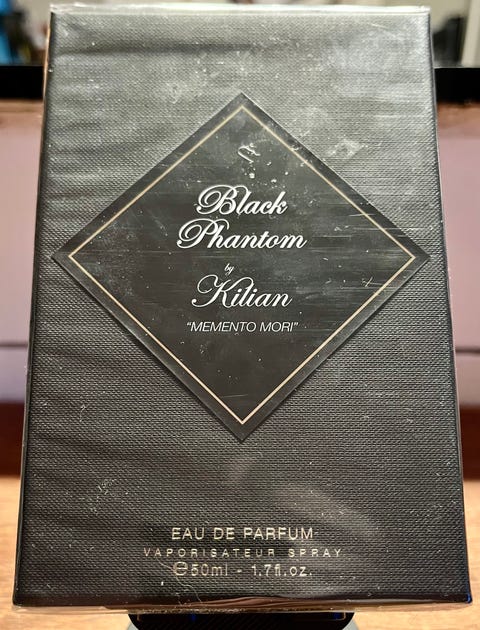 Black
Phantom
by
Kilian
“MEMENTO MORI”
EAU DE PARFUM
VAPORISATEUR SPRAY
℮50ml - 1,7fl.oz.